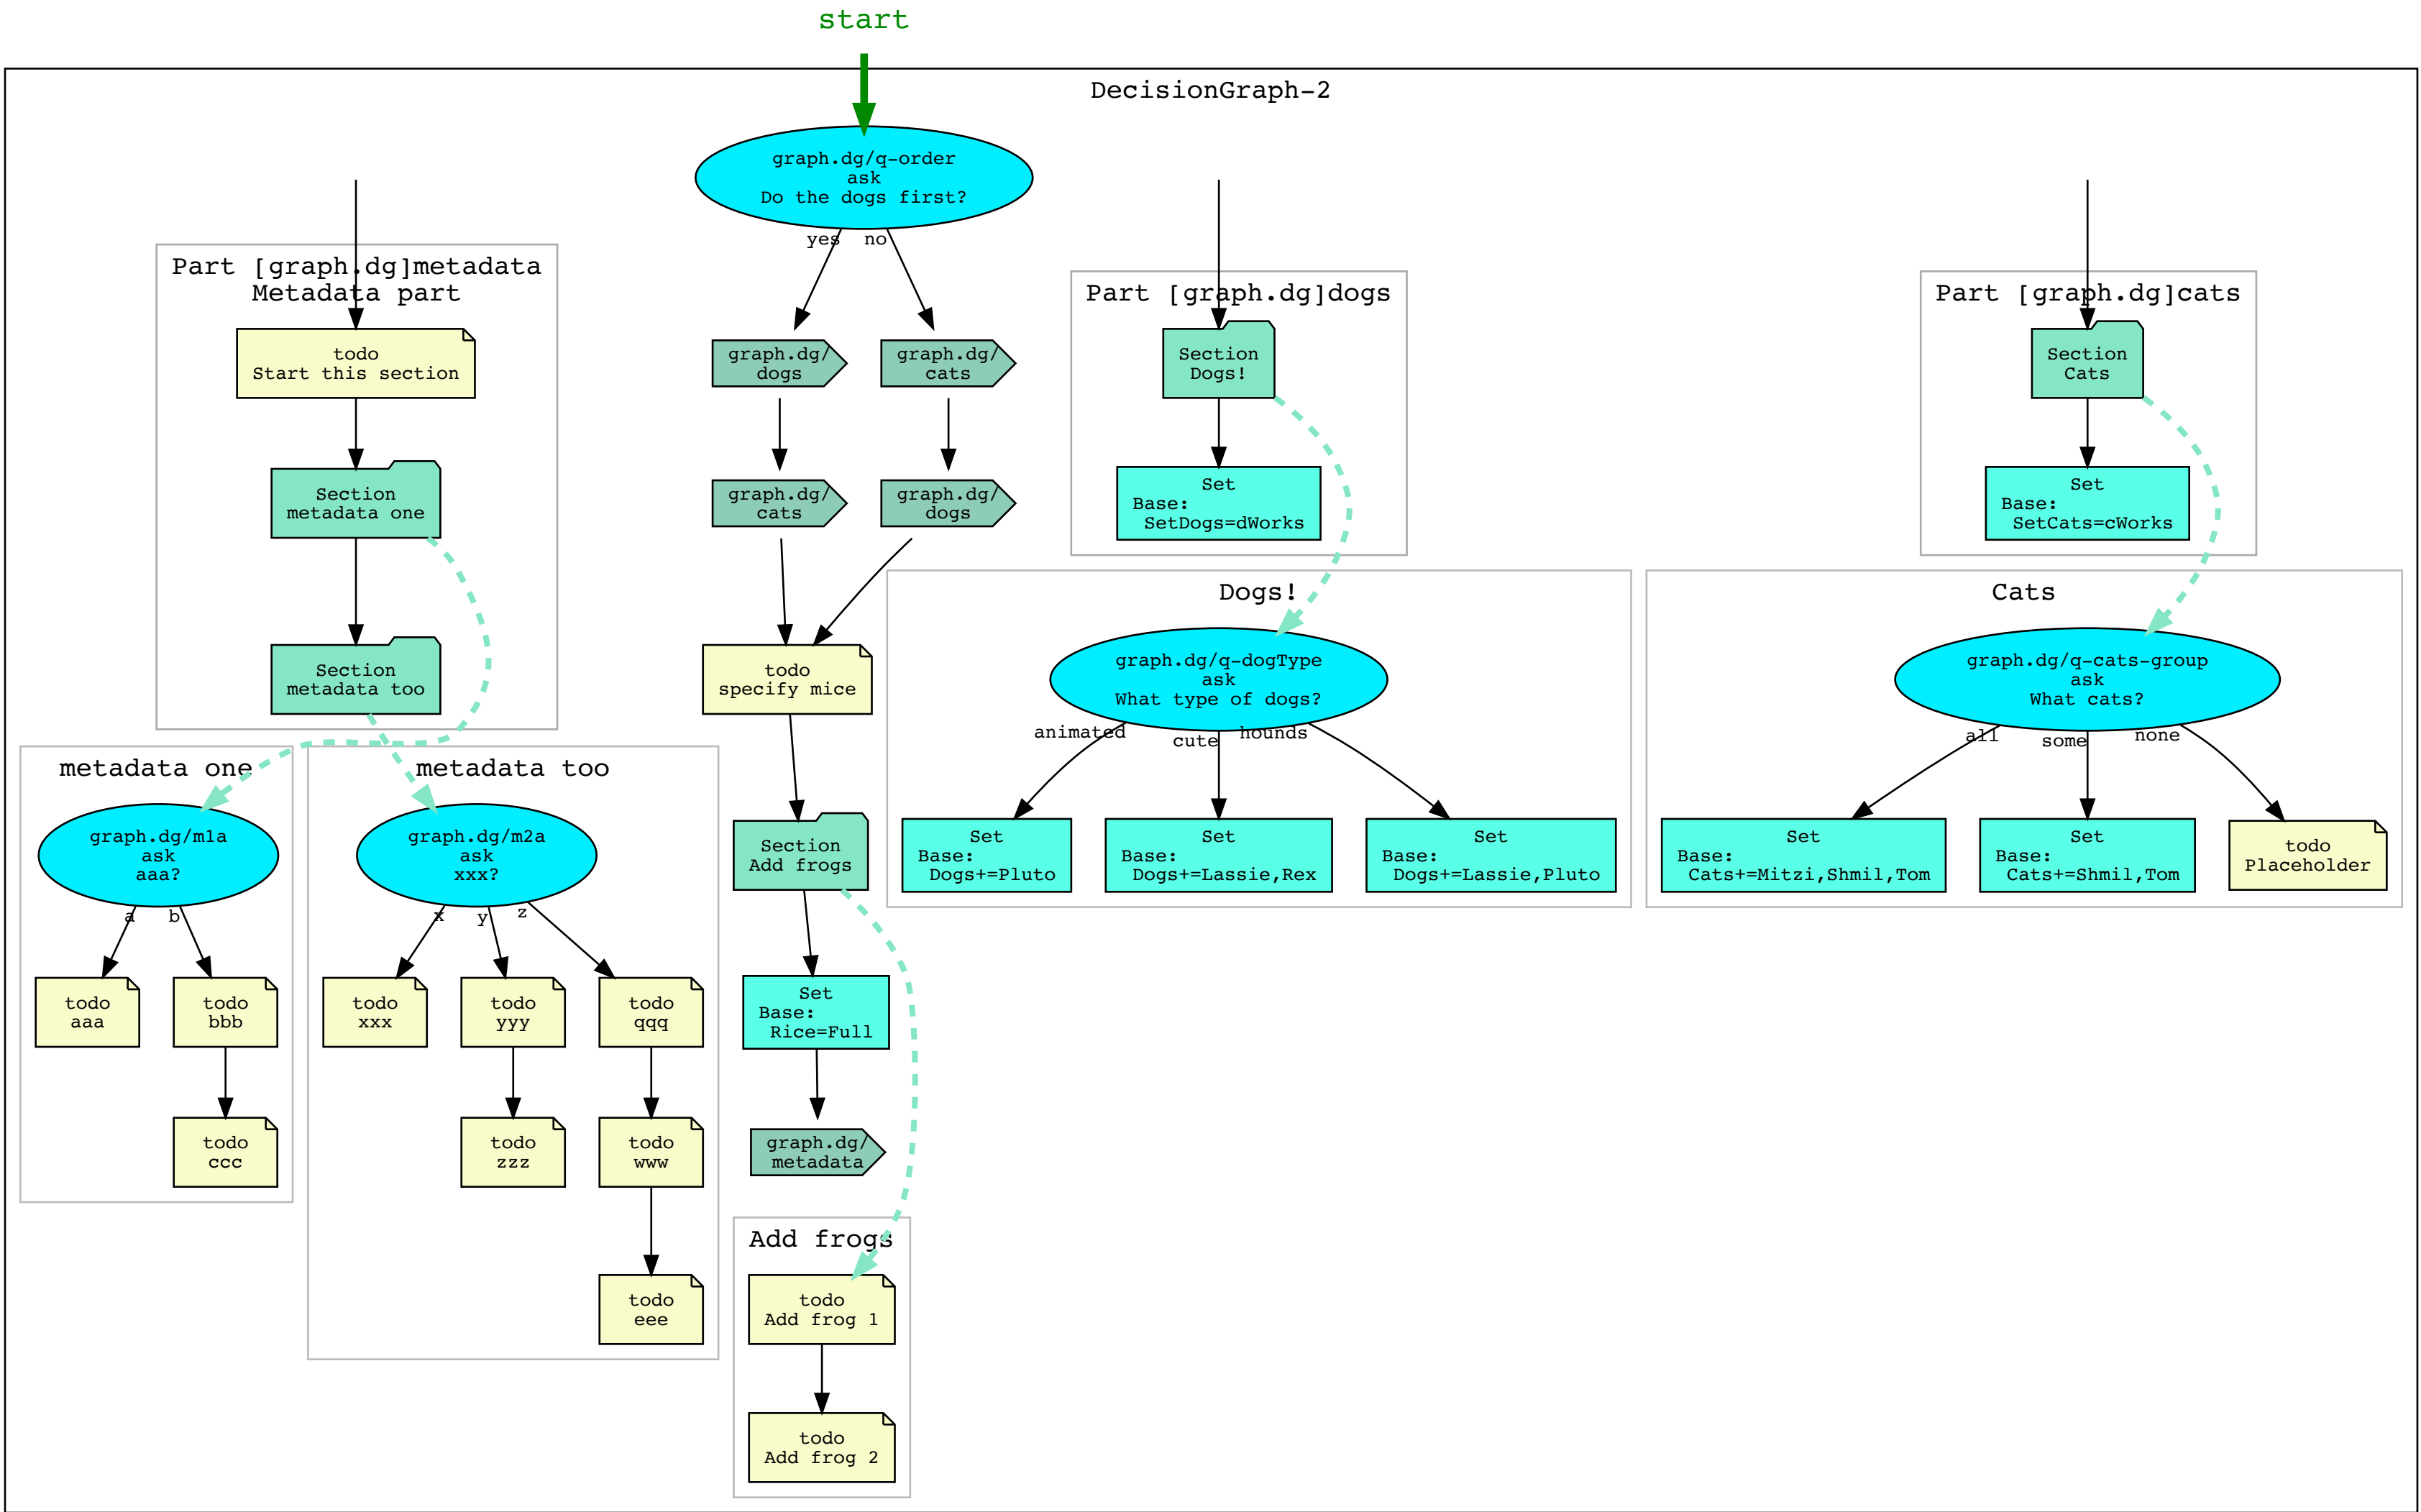 start
DecisionGraph-2
graph.dg/q-order
ask
Do the dogs first?
yes
no
Part [graph.dg]metadata
Metadata part
todo
Start this section
Section
metadata one
Section
metadata too
graph.dg/
dogs
graph.dg/
cats
graph.dg/
cats
graph.dg/
dogs
todo
specify mice
Section
Add frogs
Set
Base:
Rice=Full
graph.dg/
metadata
Add frogs
todo
Add frog 1
todo
Add frog 2
Part [graph.dg]dogs
Section
Dogs!
Set
Base:
SetDogs=dWorks
Dogs!
graph.dg/q-dogType
ask
What type of dogs?
animated
cute
hounds
Set
Base:
Dogs+=Pluto
Set
Base:
Dogs+=Lassie,Rex
Set
Base:
Dogs+=Lassie,Pluto
Part [graph.dg]cats
Section
Cats
Set
Base:
SetCats=cWorks
Cats
graph.dg/q-cats-group
ask
What cats?
all
some
none
Set
Base:
Cats+=Mitzi,Shmil,Tom
Set
Base:
Cats+=Shmil,Tom
todo
Placeholder
metadata one
graph.dg/m1a
ask
aaa?
a
b
todo
aaa
todo
bbb
todo
ccc
metadata too
graph.dg/m2a
ask
xxx?
x
y
z
todo
xxx
todo
yyy
todo
qqq
todo
zzz
todo
www
todo
eee